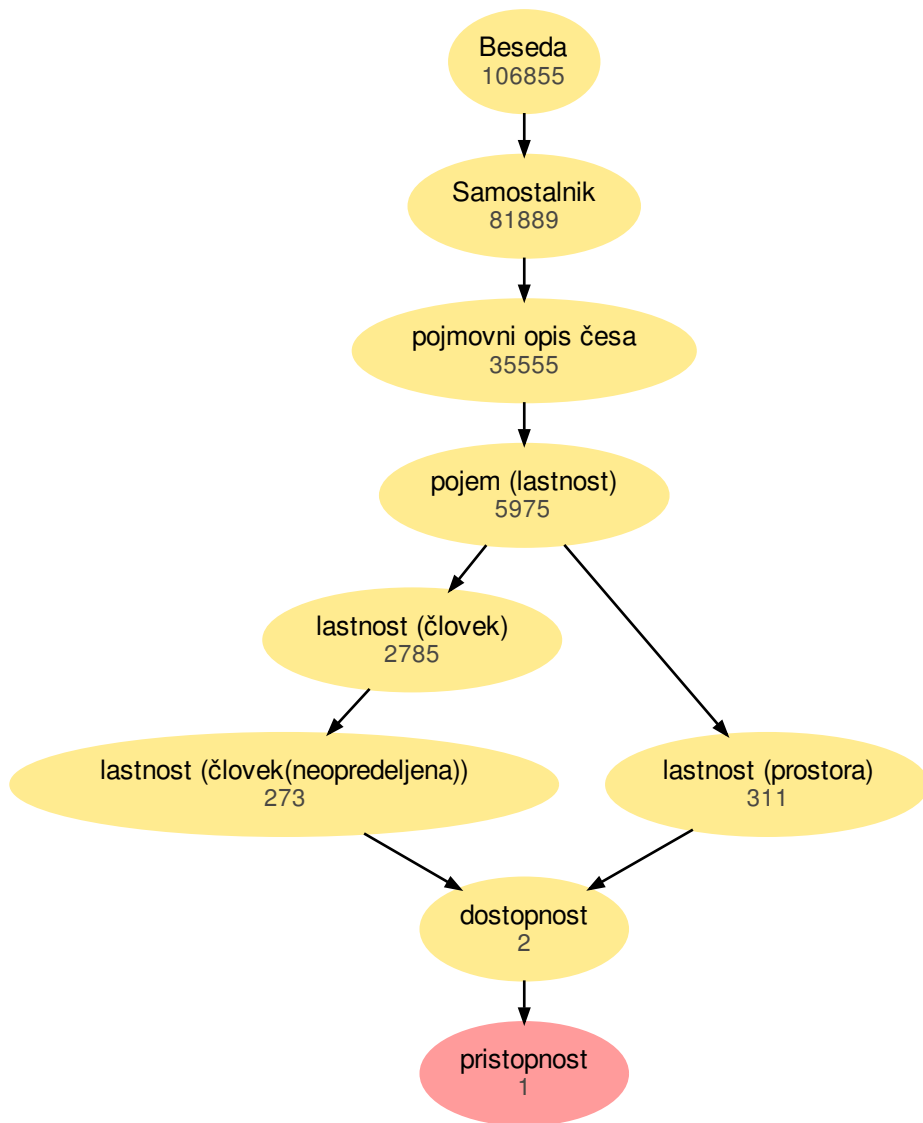 Beseda
106855
Samostalnik
81889
pojmovni opis česa
35555
pojem (lastnost)
5975
lastnost (človek)
2785
lastnost (človek(neopredeljena))
273
lastnost (prostora)
311
dostopnost
2
pristopnost
1